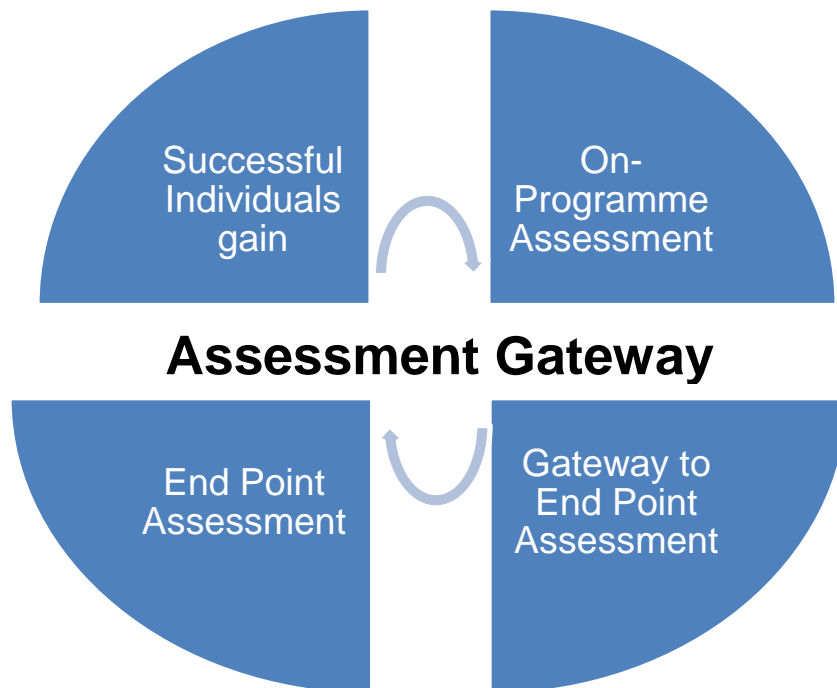 Successful
Individuals
gain
On-
Programme
Assessment
Assessment Gateway
End Point
Assessment
Gateway to
End Point
Assessment